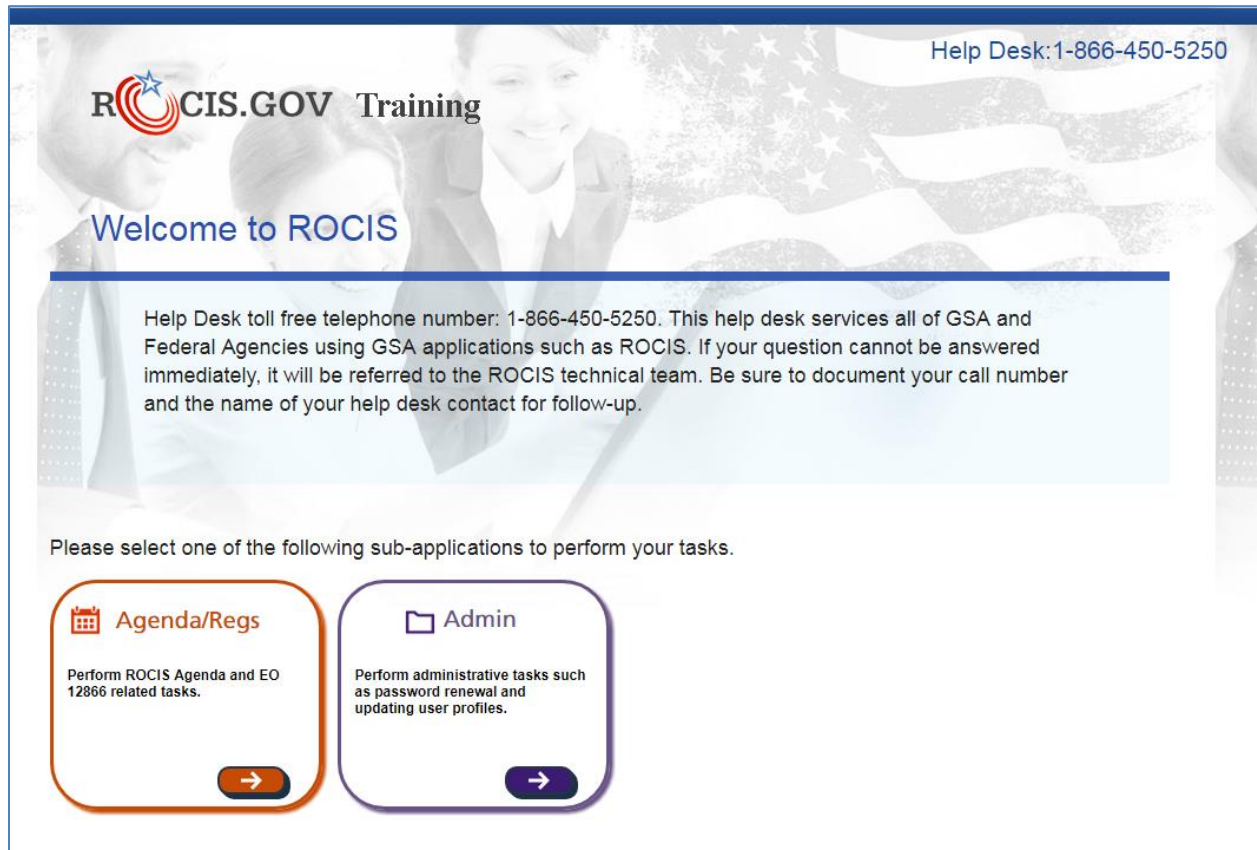 Help Desk:1-866-450-5250
ROCIS.GOV Training
Welcome to ROCIS
Help Desk toll free telephone number: 1-866-450-5250. This help desk services all of GSA and
Federal Agencies using GSA applications such as ROCIS. If your question cannot be answered
immediately, it will be referred to the ROCIS technical team. Be sure to document your call number
and the name of your help desk contact for follow-up.
Please select one of the following sub-applications to perform your tasks.
Agenda/Regs
Perform ROCIS Agenda and EO
12866 related tasks.
Admin
Perform administrative tasks such
as password renewal and
updating user profiles.